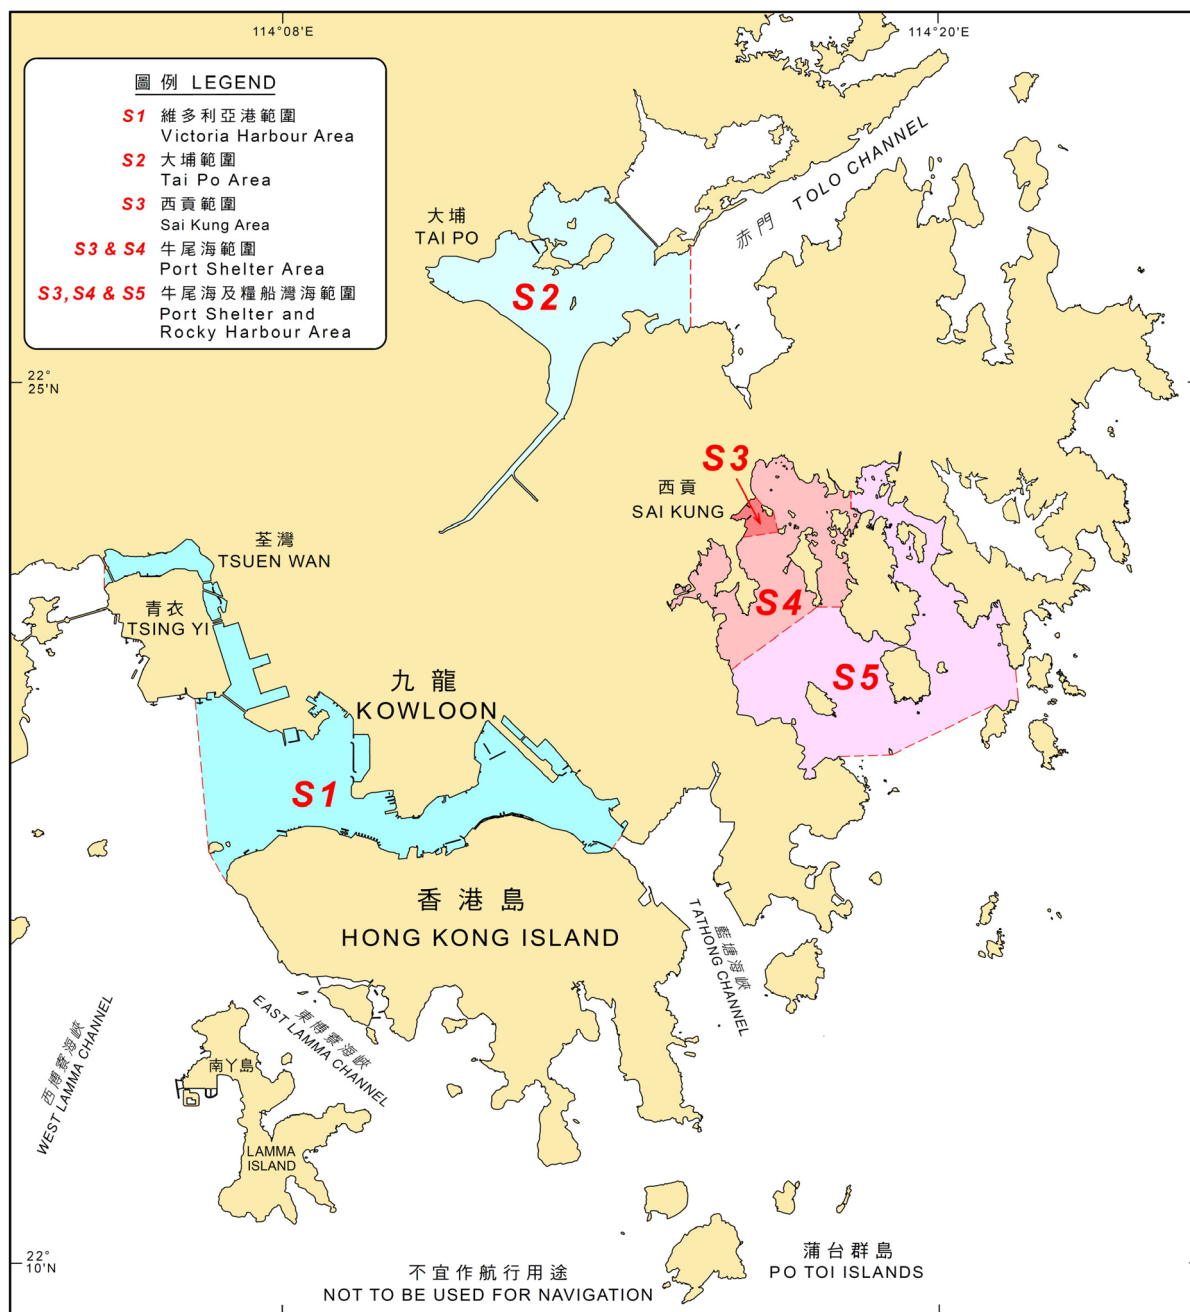 114°08'E
114°20'E
圖例 LEGEND
S1 維多利亞港範圍
Victoria Harbour Area
S2 大埔範圍
Tai Po Area
S3 西貢範圍
Sai Kung Area
S3 & S4 牛尾海範圍
Port Shelter Area
S3, S4 & S5 牛尾海及糧船灣海範圍
Port Shelter and
Rocky Harbour Area
大埔
TAI PO
赤門 TOLO CHANNEL
S2
22°
25'N
S3
西貢
SAI KUNG
荃灣
TSUEN WAN
青衣
TSING YI
S4
S5
九龍
KOWLOON
S1
香港島
HONG KONG ISLAND
藍塘海峽
TATHONG CHANNEL
西博寮海峽
WEST LAMMA CHANNEL
東博寮海峽
EAST LAMMA CHANNEL
南丫島
LAMMA
ISLAND
蒲台群島
PO TOI ISLANDS
22°
10'N
不宜作航行用途
NOT TO BE USED FOR NAVIGATION